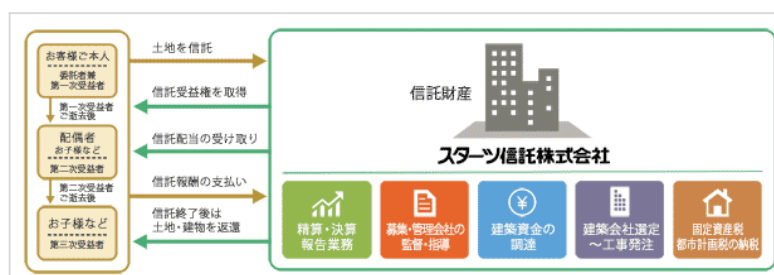 お客様ご本人
委託者兼
第一次受益者
第一次受益者
ご逝去後
配偶者
お子様など
第二次受益者
第二次受益者
ご逝去後
お子様など
第三次受益者
土地を信託
信託受益権を取得
信託配当の受け取り
信託報酬の支払い
信託終了後は
土地・建物を返還
信託財産
スターツ信託株式会社
精算・決算
報告業務
募集・管理会社の
監督・指導
建築資金の
調達
建築会社選定
～工事発注
固定資産税
都市計画税の納税